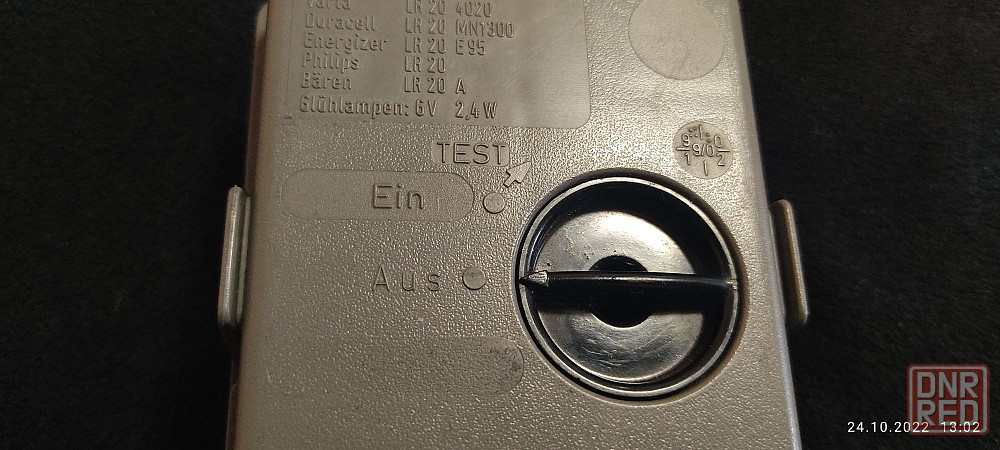 Varta LR 20 4020
Duracell LR 20 MN1300
Energizer LR 20 E95
Philips LR 20
Bären LR 20 A
Glühlampen: 6V 2,4W
TEST
Ein
Aus
DNR
RED
24.10.2022 13:02